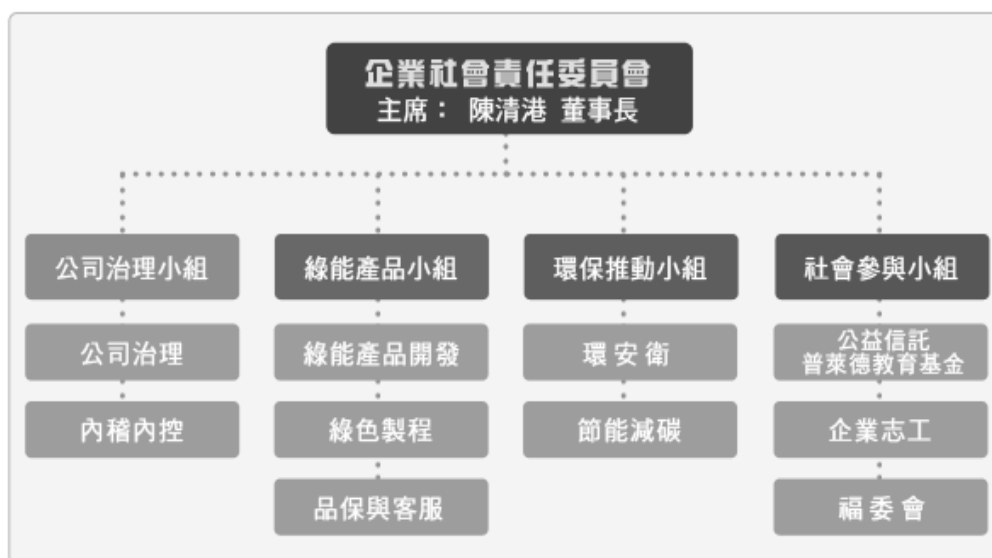 企業社會責任委員會
主席： 陳清港 董事長
公司治理小組
綠能產品小組
環保推動小組
社會參與小組
公司治理
綠能產品開發
環安衛
公益信託
普萊德教育基金
內稽內控
綠色製程
節能減碳
企業志工
品保與客服
福委會